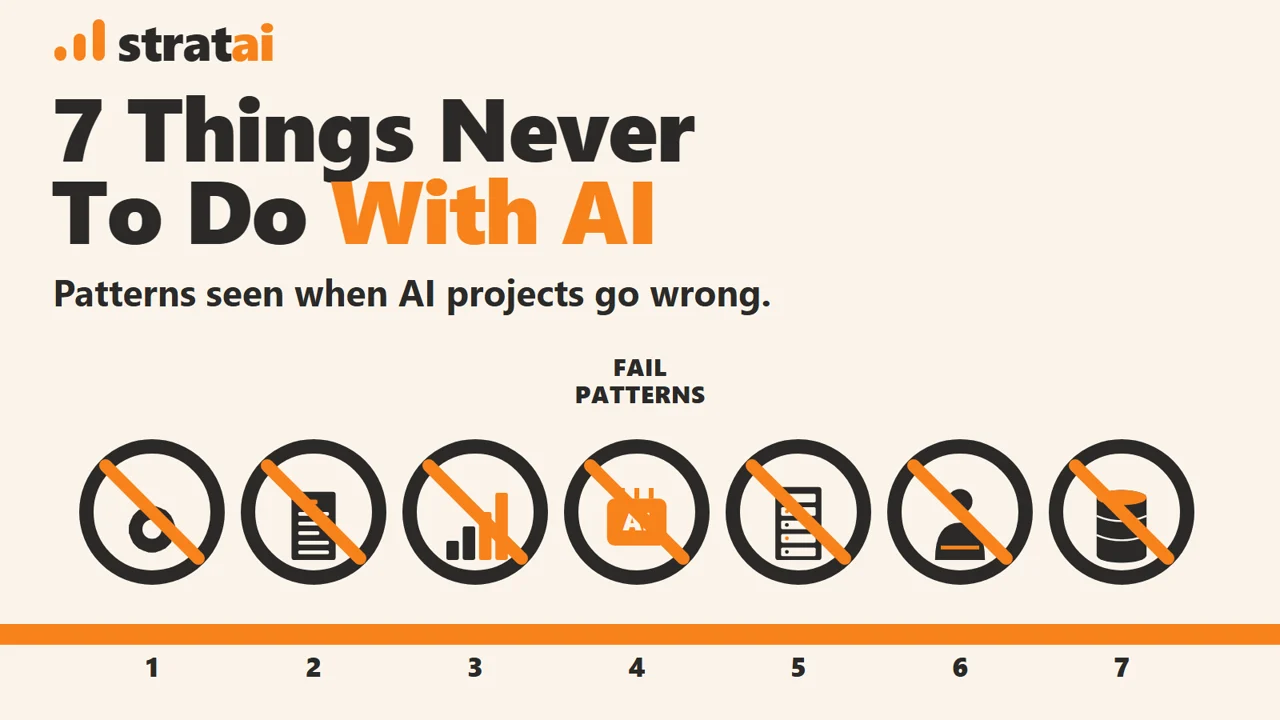 stratai
7 Things Never
To Do With AI
Patterns seen when AI projects go wrong.
FAIL
PATTERNS
1
2
3
4
5
6
7